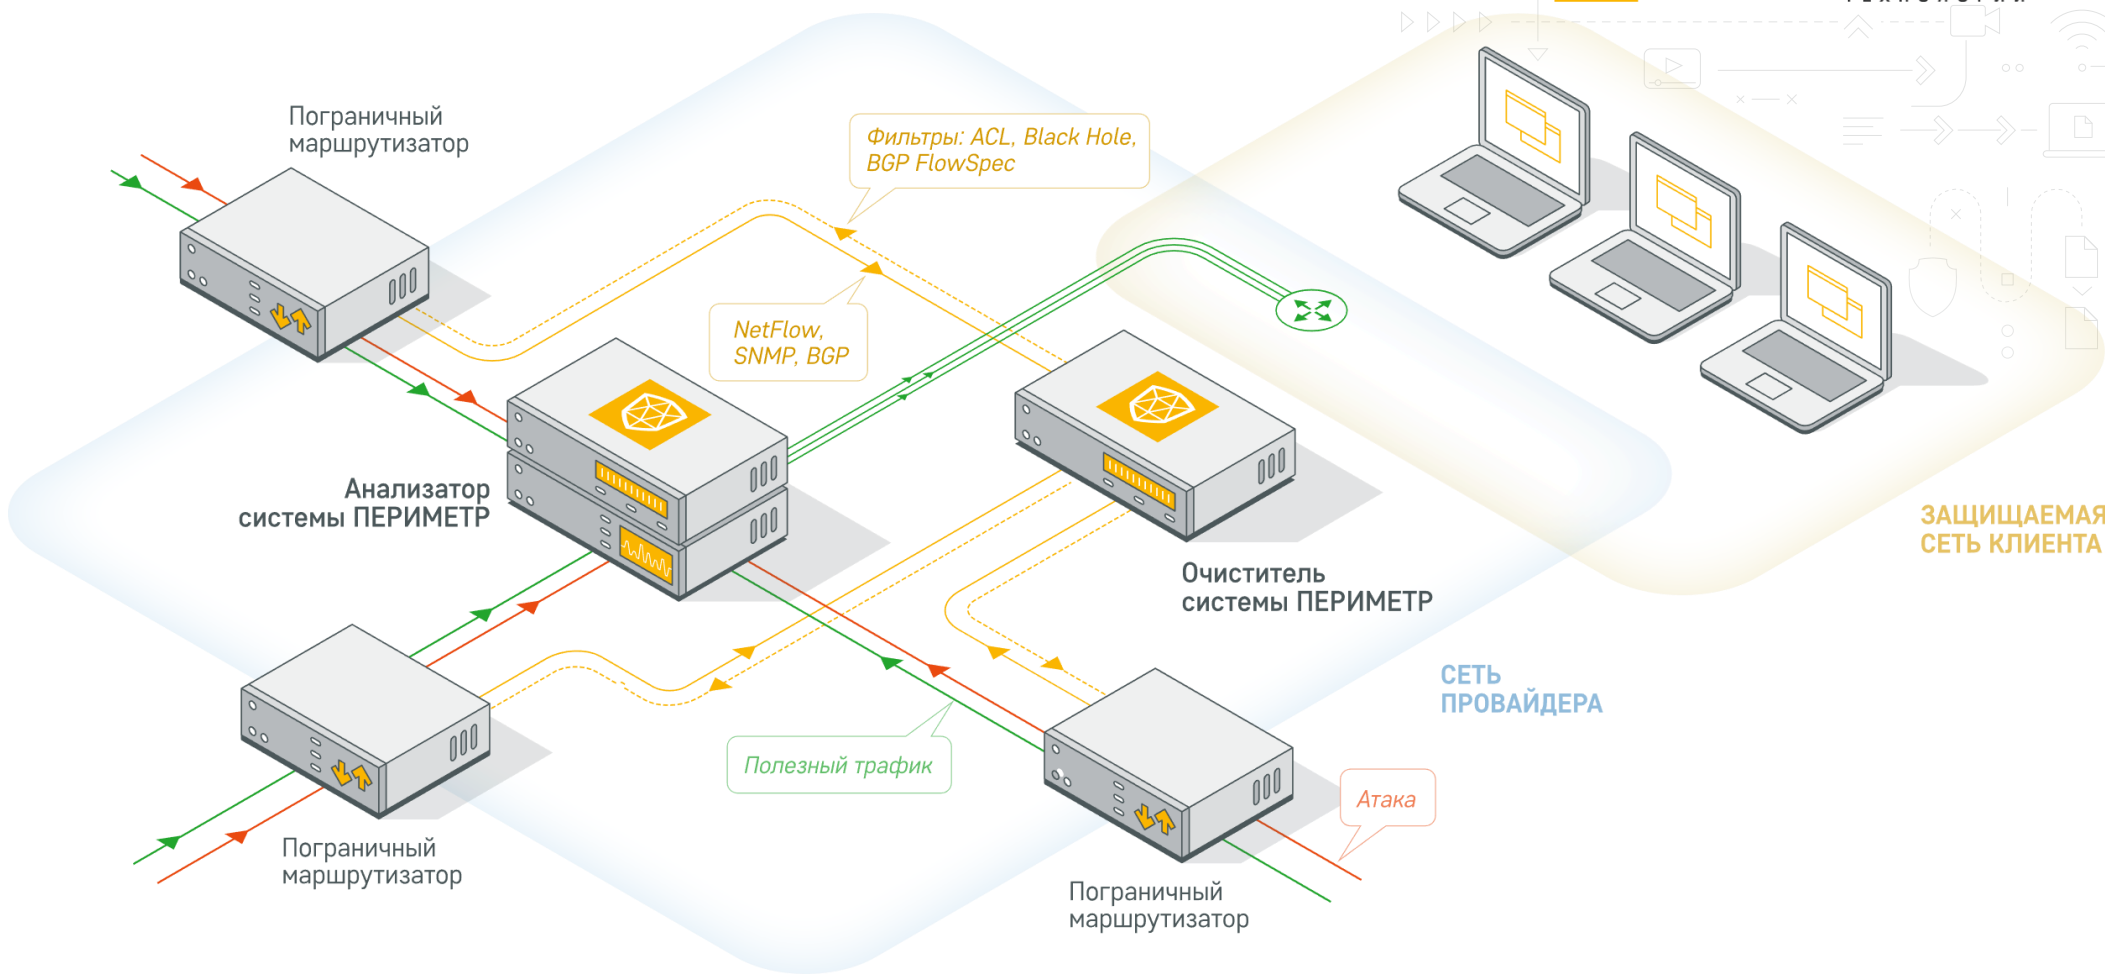 Пограничный
маршрутизатор
Фильтры: ACL, Black Hole,
BGP FlowSpec
NetFlow,
SNMP, BGP
Анализатор
системы ПЕРИМЕТР
Очиститель
системы ПЕРИМЕТР
ЗАЩИЩАЕМАЯ
СЕТЬ КЛИЕНТА
СЕТЬ
ПРОВАЙДЕРА
Полезный трафик
Атака
Пограничный
маршрутизатор
Пограничный
маршрутизатор